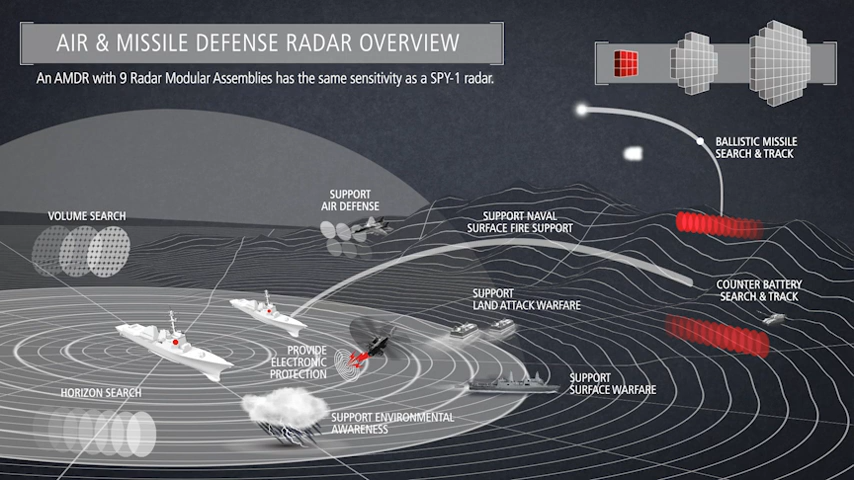 AIR & MISSILE DEFENSE RADAR OVERVIEW
An AMDR with 9 Radar Modular Assemblies has the same sensitivity as a SPY-1 radar.
BALLISTIC MISSILE
SEARCH & TRACK
SUPPORT
AIR DEFENSE
VOLUME SEARCH
SUPPORT NAVAL
SURFACE FIRE SUPPORT
COUNTER BATTERY
SEARCH & TRACK
SUPPORT
LAND ATTACK WARFARE
PROVIDE
ELECTRONIC
PROTECTION
SUPPORT
SURFACE WARFARE
HORIZON SEARCH
SUPPORT ENVIRONMENTAL
AWARENESS